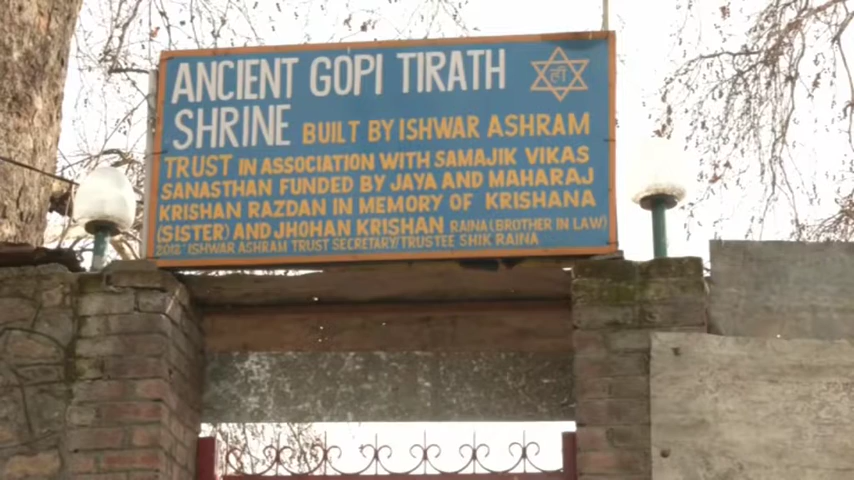 ANCIENT GOPI TIRATH
SHRINE BUILT BY ISHWAR ASHRAM
TRUST IN ASSOCIATION WITH SAMAJIK VIKAS
SANASTHAN FUNDED BY JAYA AND MAHARAJ
KRISHAN RAZDAN IN MEMORY OF KRISHANA
(SISTER) AND JHOHAN KRISHAN RAINA (BROTHER IN LAW)
2012" ISHWAR ASHRAM TRUST SECRETARY/TRUSTEE SHIK RAINA